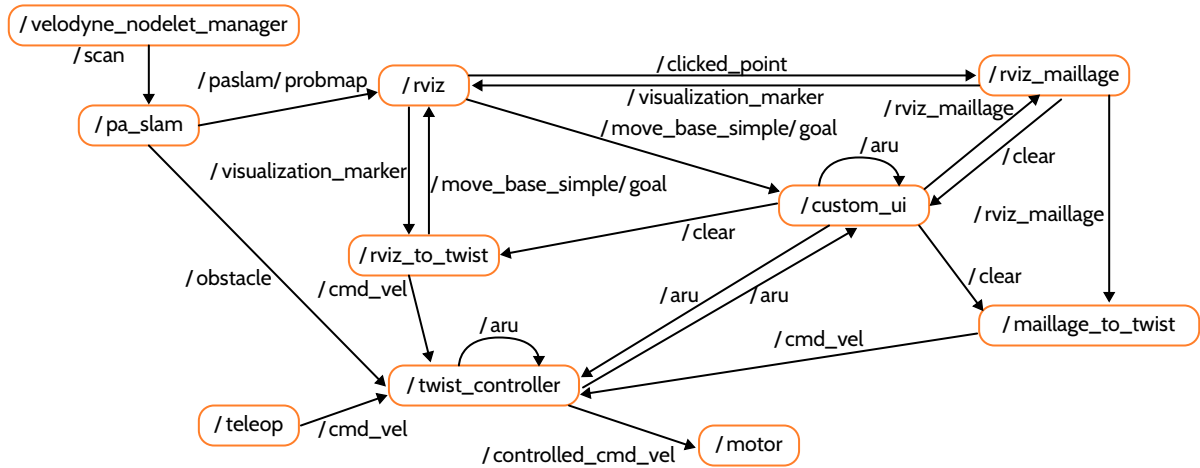 /velodyne_nodelet_manager
/scan
/clicked_point
/rviz_maillage
/paslam/probmap
/rviz
/visualization_marker
/rviz_maillage
/pa_slam
/move_base_simple/goal
/aru
/clear
/visualization_marker
/move_base_simple/goal
/custom_ui
/rviz_maillage
/clear
/rviz_to_twist
/obstacle
/cmd_vel
/aru
/aru
/clear
/aru
/maillage_to_twist
/cmd_vel
/twist_controller
/teleop
/cmd_vel
/motor
/controlled_cmd_vel